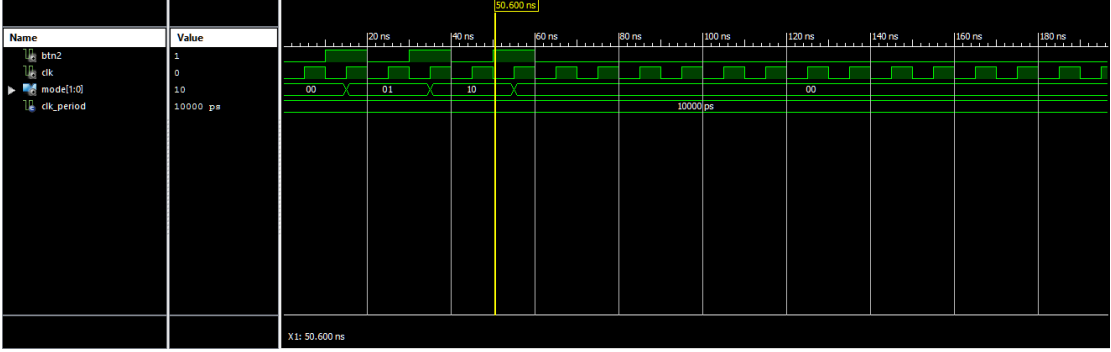 50.600 ns
Name Value
20 ns 40 ns 60 ns 80 ns 100 ns 120 ns 140 ns 160 ns 180 ns
btn2 1
clk 0
mode[1:0] 10 00 01 10 00
clk_period 10000 ps 10000 ps
X1: 50.600 ns